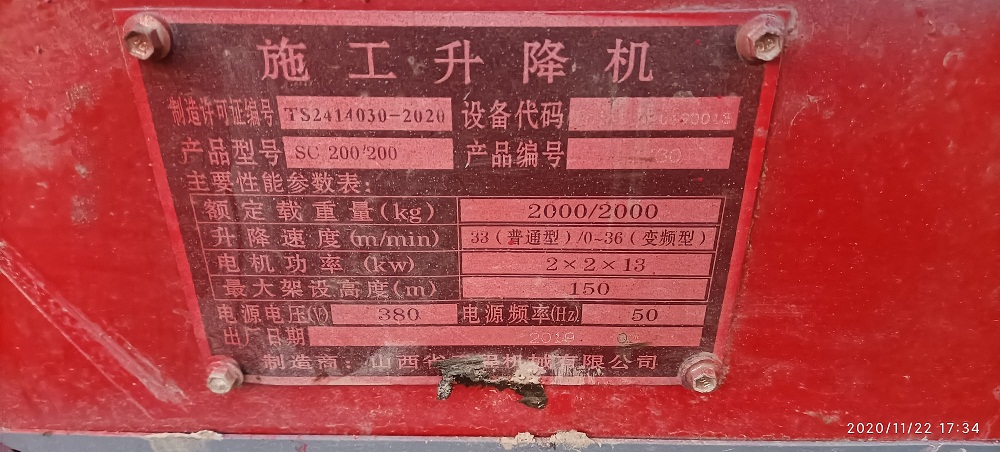 施工升降机
制造许可证编号 TS2414030-2020 设备代码
产品型号 SC 200/200 产品编号
主要性能参数表:
额定载重量(kg) 2000/2000
升降速度(m/min) 33(普通型)/0~36(变频型)
电机功率(kw) 2×2×13
最大架设高度(m) 150
电源电压(V) 380 电源频率(Hz) 50
出厂日期
制造商:山西省 机械有限公司
2020/11/22 17:34